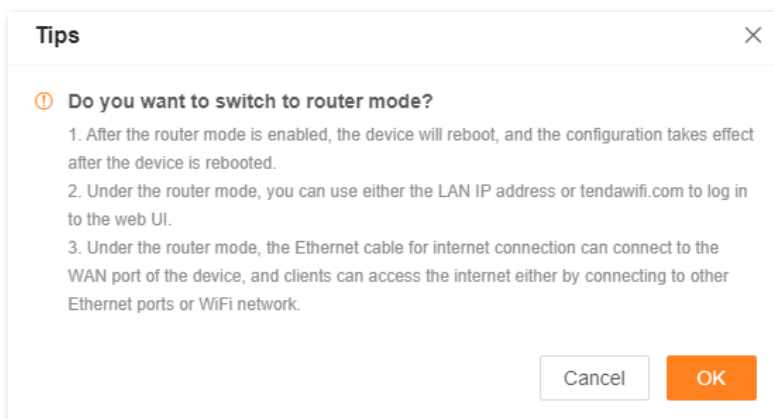 Tips
Do you want to switch to router mode?
1. After the router mode is enabled, the device will reboot, and the configuration takes effect
after the device is rebooted.
2. Under the router mode, you can use either the LAN IP address or tendawifi.com to log in
to the web UI.
3. Under the router mode, the Ethernet cable for internet connection can connect to the
WAN port of the device, and clients can access the internet either by connecting to other
Ethernet ports or WiFi network.
Cancel OK